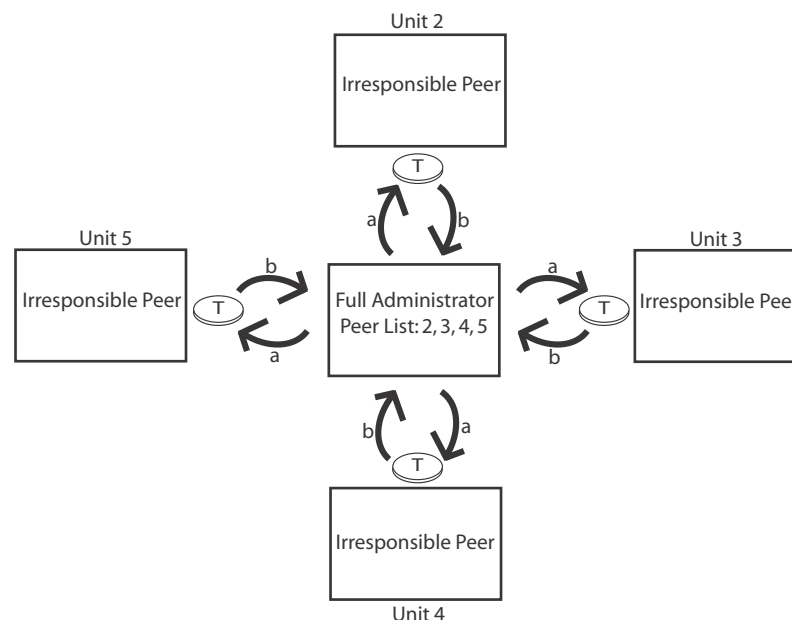 Unit 2
Irresponsible Peer
T
a
b
Unit 5
Irresponsible Peer
T
b
a
Full Administrator
Peer List: 2, 3, 4, 5
a
b
T
Unit 3
Irresponsible Pee
b
a
T
Irresponsible Peer
Unit 4